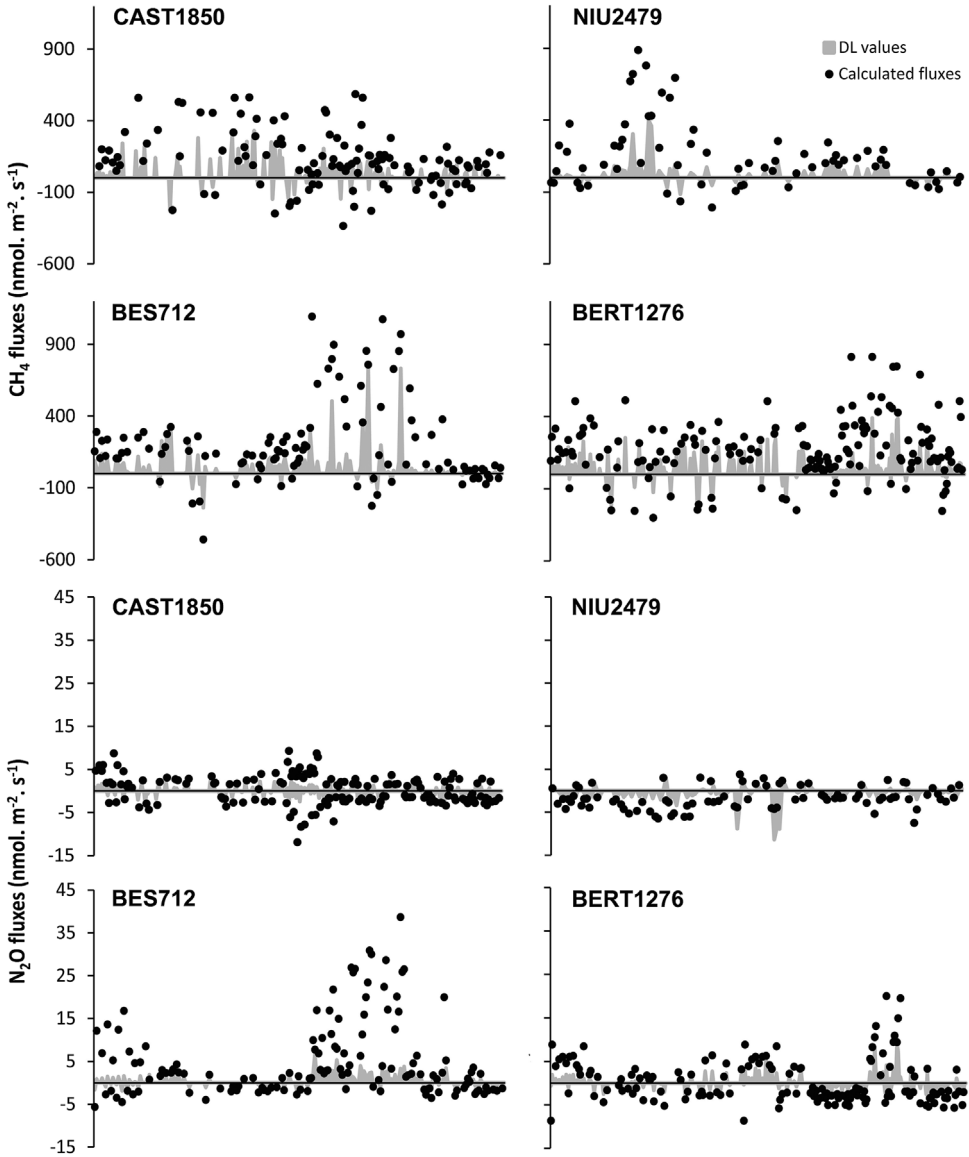 CAST1850
NIU2479
900
400
-100
-600
DL values
Calculated fluxes
CH4 fluxes (nmol. m-2. s-1)
BES712
BERT1276
900
400
-100
-600
CAST1850
NIU2479
45
35
25
15
5
-5
-15
N2O fluxes (nmol. m-2. s-1)
BES712
BERT1276
45
35
25
15
5
-5
-15